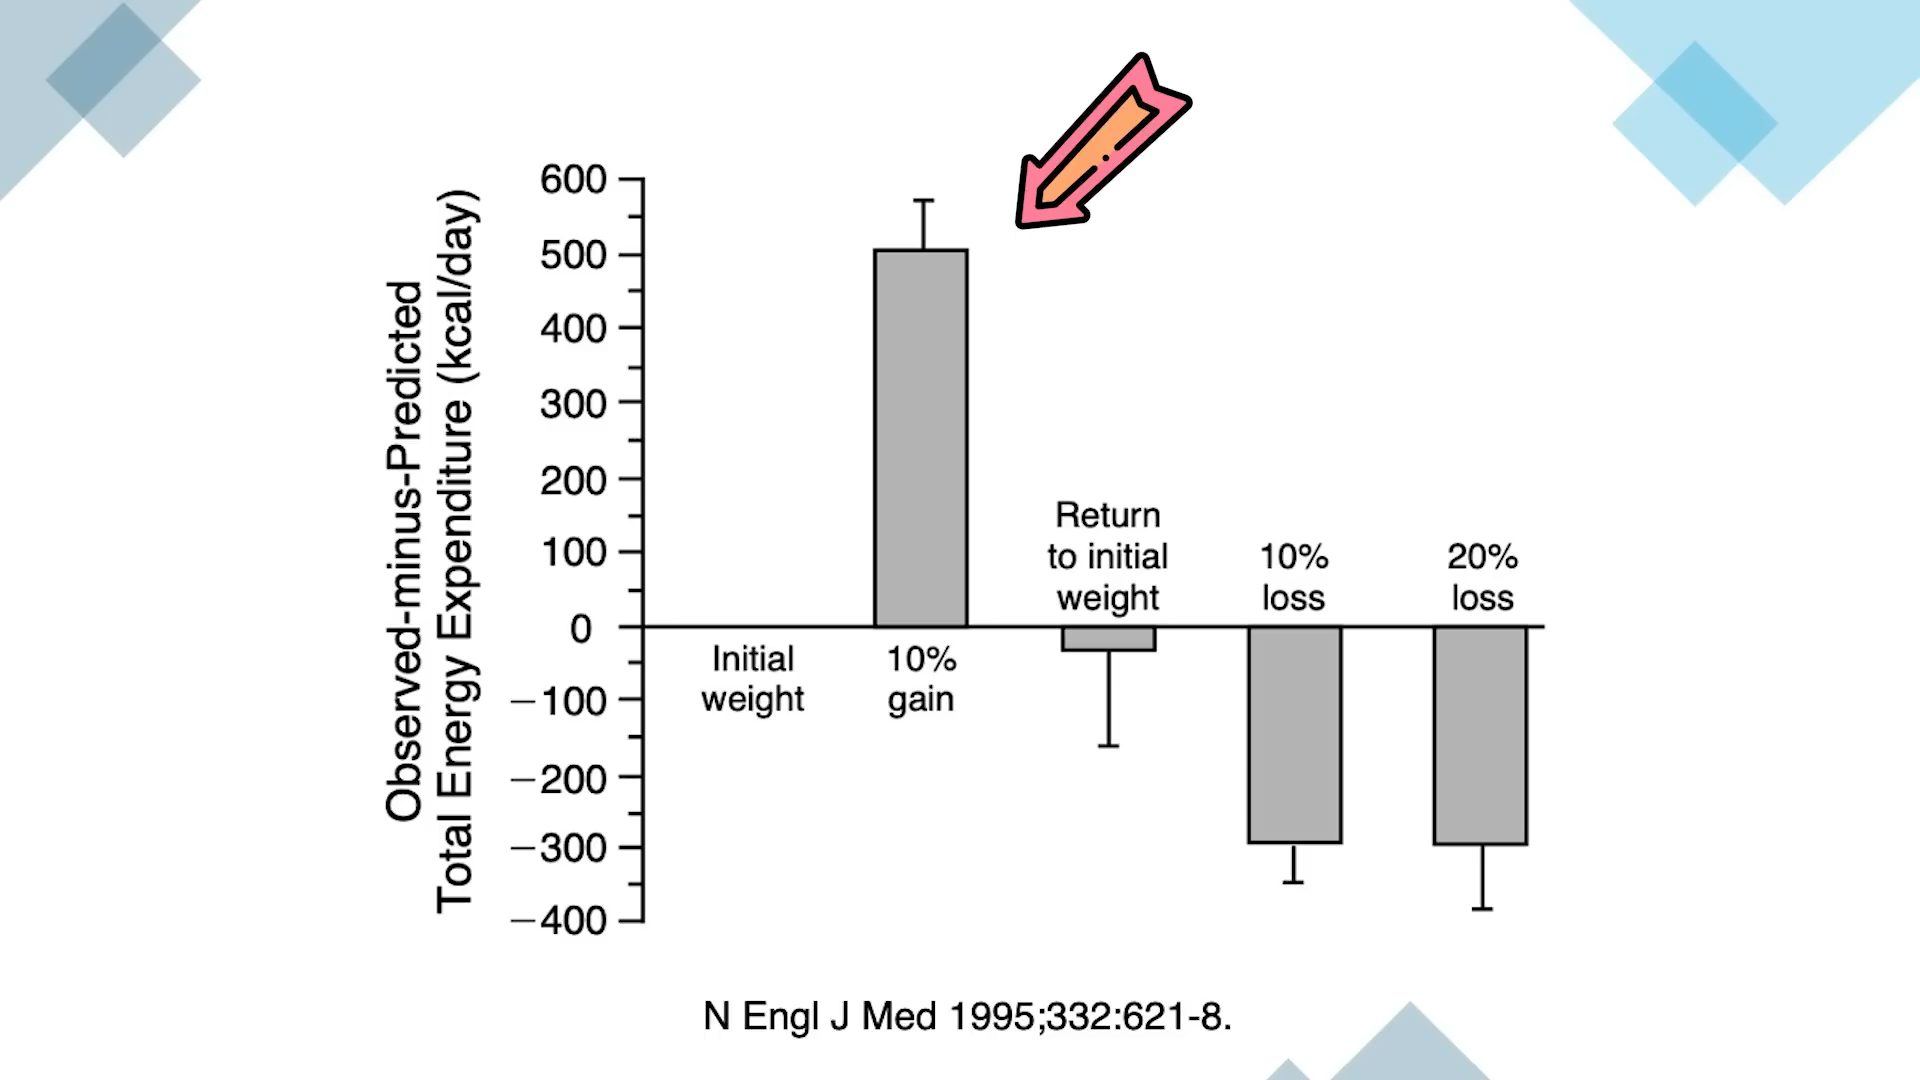 Observed-minus-Predicted
Total Energy Expenditure (kcal/day)
600
500
400
300
200
100
0
−100
−200
−300
−400
Initial
weight
10%
gain
Return
to initial
weight
10%
loss
20%
loss
N Engl J Med 1995;332:621-8.